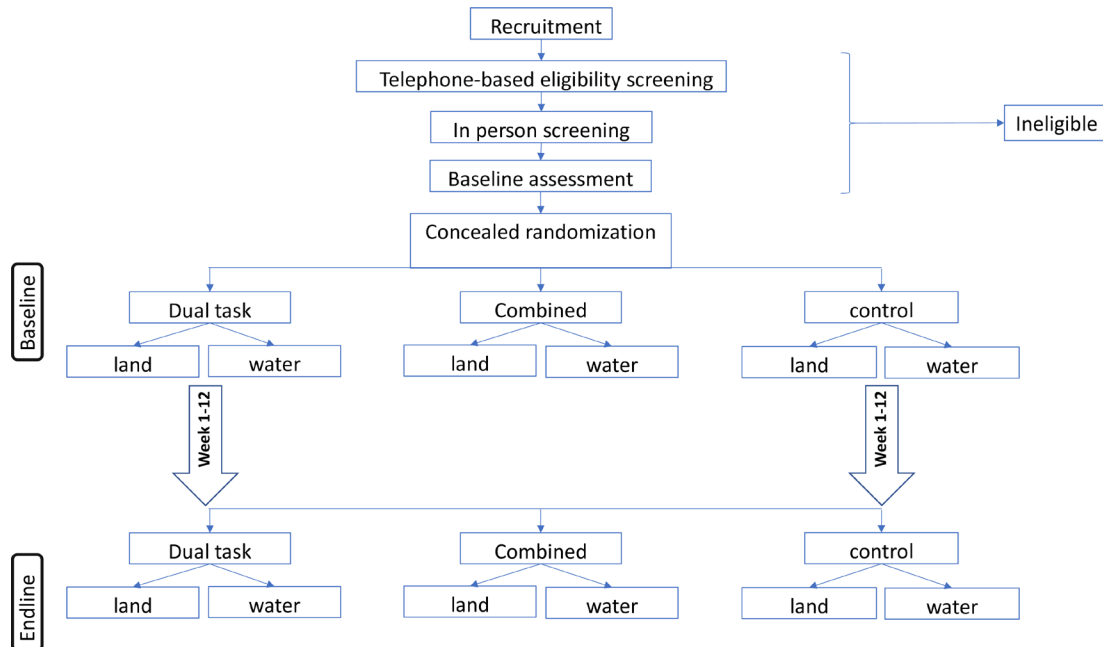 Recruitment
Telephone-based eligibility screening
In person screening
Ineligible
Baseline assessment
Concealed randomization
Baseline
Dual task
Combined
control
land
water
land
water
land
water
Week 1-12
Week 1-12
Endline
Dual task
Combined
control
land
water
land
water
land
water